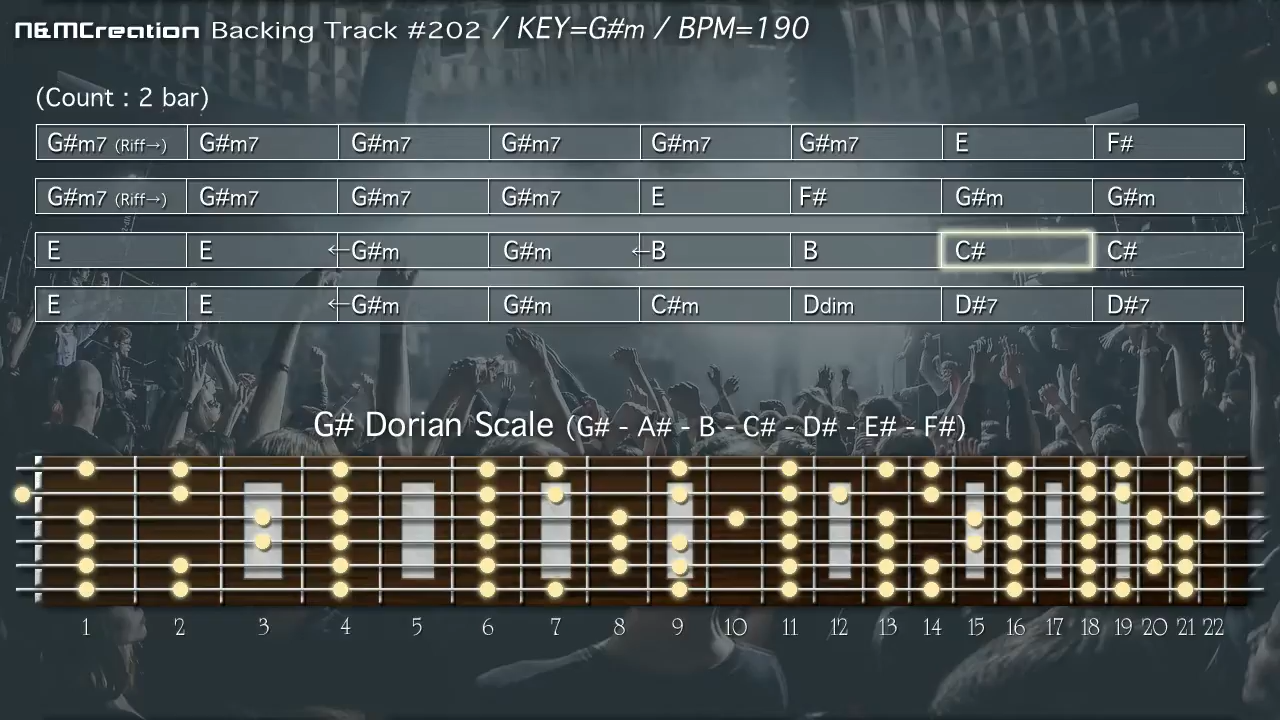 N&MCreation Backing Track #202 / KEY=G#m / BPM=190
(Count : 2 bar)
G#m7 (Riff→) G#m7 G#m7 G#m7 G#m7 G#m7 E F#
G#m7 (Riff→) G#m7 G#m7 G#m7 E F# G#m G#m
E E ←G#m G#m ←B B C# C#
E E ←G#m G#m C#m Ddim D#7 D#7
G# Dorian Scale (G# - A# - B - C# - D# - E# - F#)
1 2 3 4 5 6 7 8 9 10 11 12 13 14 15 16 17 18 19 20 21 22